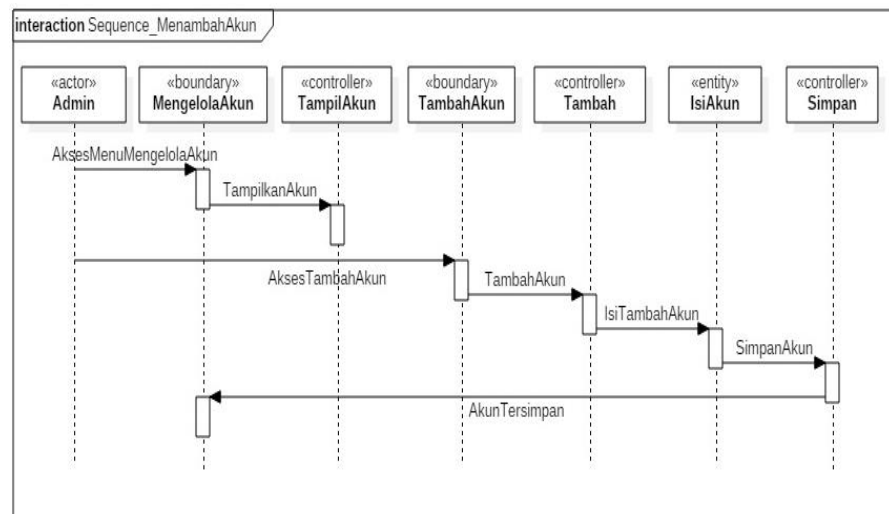 interaction Sequence_MenambahAkun
«actor»
Admin
«boundary»
MengelolaAkun
«controller»
TampilAkun
«boundary»
TambahAkun
«controller»
Tambah
«entity»
IsiAkun
«controller»
Simpan
AksesMenuMengelolaAkun
TampilkanAkun
AksesTambahAkun
TambahAkun
IsiTambahAkun
SimpanAkun
AkunTersimpan